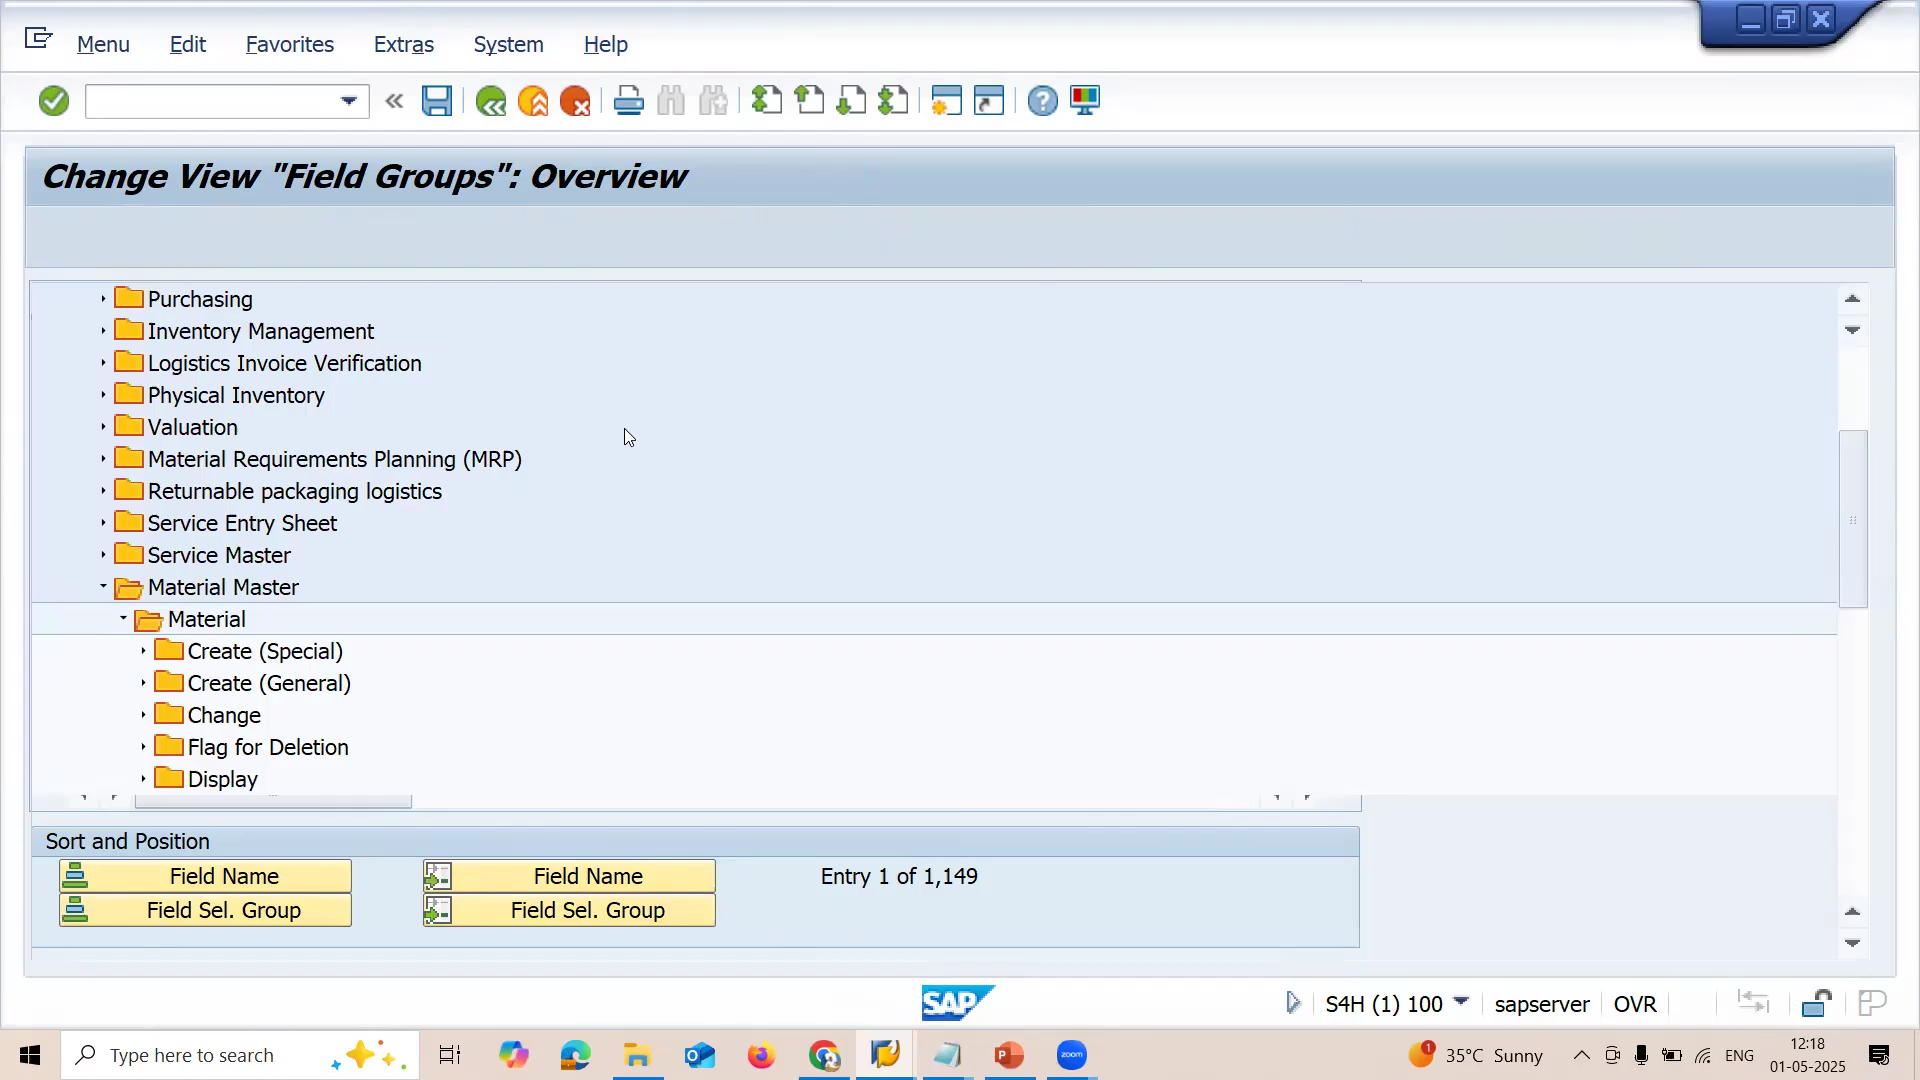 Menu Edit Favorites Extras System Help
Change View "Field Groups": Overview
Purchasing
Inventory Management
Logistics Invoice Verification
Physical Inventory
Valuation
Material Requirements Planning (MRP)
Returnable packaging logistics
Service Entry Sheet
Service Master
Material Master
Material
Create (Special)
Create (General)
Change
Flag for Deletion
Display
Sort and Position
Field Name Field Name Entry 1 of 1,149
Field Sel. Group Field Sel. Group
SAP S4H (1) 100 sapserver OVR
Type here to search zoom 1 35°C Sunny ENG 12:18
01-05-2025